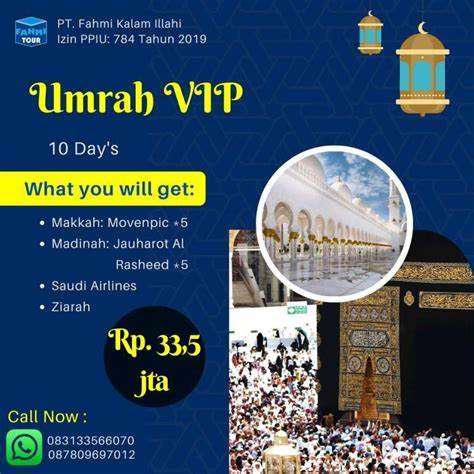 FAHMI
TOUR
PT. Fahmi Kalam Illahi
Izin PPIU: 784 Tahun 2019
Umrah VIP
10 Day's
What you will get:
• Makkah: Movenpic *5
• Madinah: Jauharot Al
Rasheed *5
• Saudi Airlines
• Ziarah
Rp. 33,5
jta
Call Now :
083133566070
087809697012